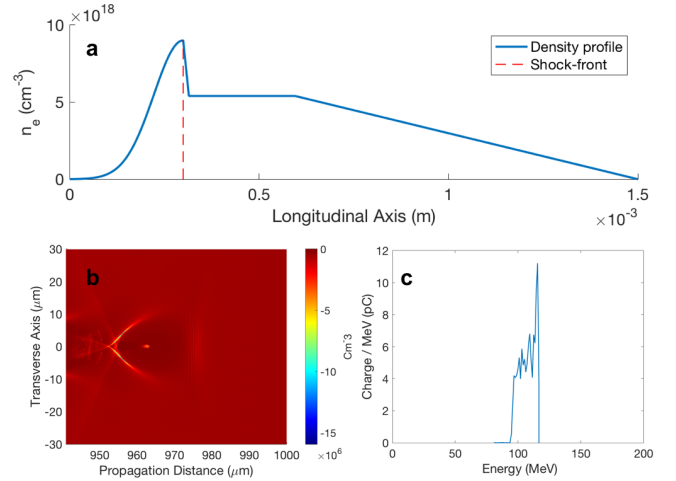 10 × 10^18
a
Density profile
Shock-front
n_e (cm^-3)
5
0
0 0.5 1 1.5
Longitudinal Axis (m) ×10^-3
30
20
10
0
-10
-20
-30
Transverse Axis (μm)
b
950 960 970 980 990 1000
Propagation Distance (μm)
0
-5
-10
-15
×10^6
Cm^-3
12
10
8
6
4
2
0
Charge / MeV (pC)
c
0 50 100 150 200
Energy (MeV)